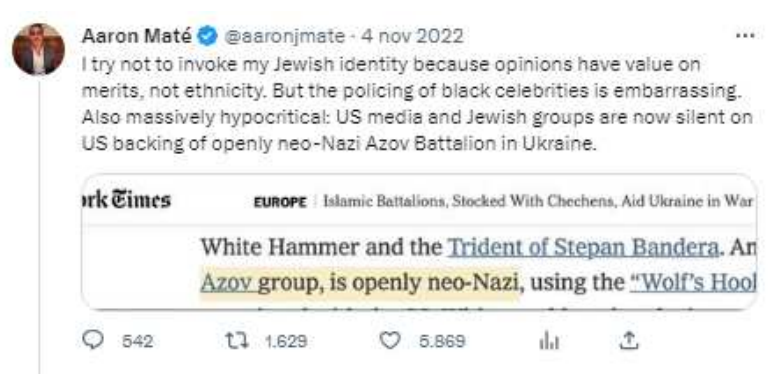 Aaron Maté @aaronjmate · 4 nov 2022
I try not to invoke my Jewish identity because opinions have value on
merits, not ethnicity. But the policing of black celebrities is embarrassing.
Also massively hypocritical: US media and Jewish groups are now silent on
US backing of openly neo-Nazi Azov Battalion in Ukraine.
rk Times EUROPE | Islamic Battalions, Stocked With Chechens, Aid Ukraine in War
White Hammer and the Trident of Stepan Bandera. An
Azov group, is openly neo-Nazi, using the “Wolf's Hool
542 1.629 5.869